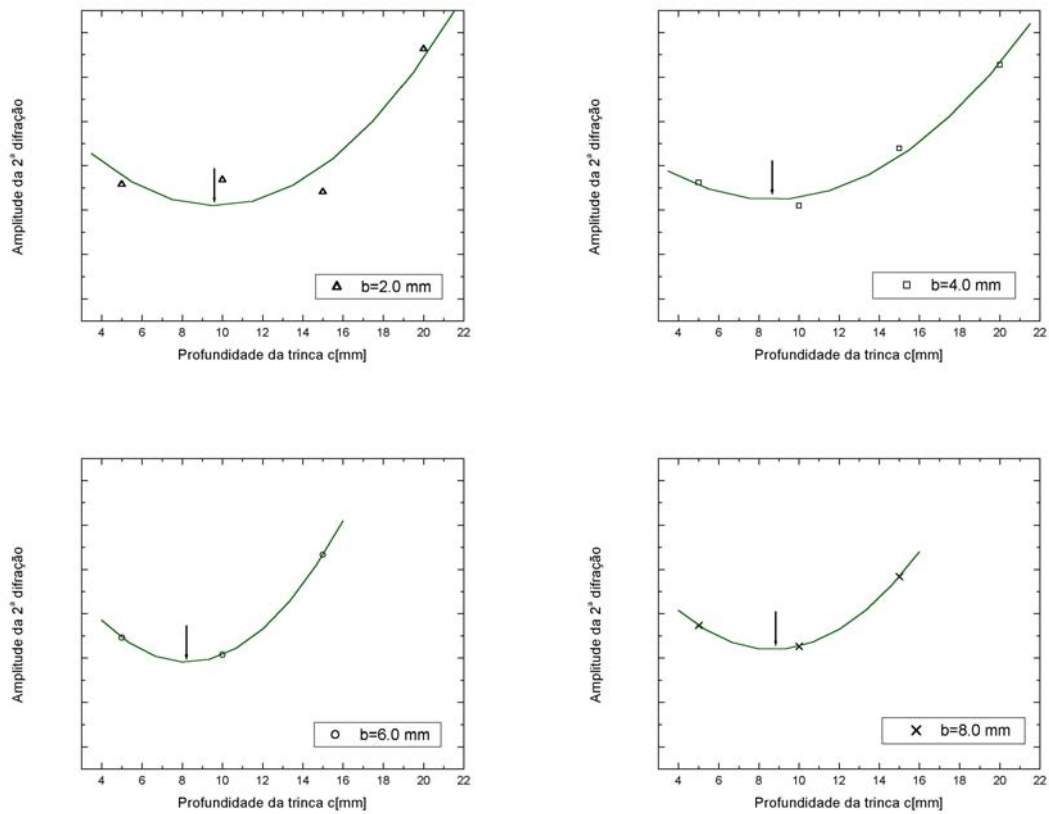 Amplitude da 2ª difração
b=2.0 mm
4 6 8 10 12 14 16 18 20 22
Profundidade da trinca c[mm]
Amplitude da 2ª difração
b=4.0 mm
4 6 8 10 12 14 16 18 20 22
Profundidade da trinca c[mm]
Amplitude da 2ª difração
b=6.0 mm
4 6 8 10 12 14 16 18 20 22
Profundidade da trinca c[mm]
Amplitude da 2ª difração
b=8.0 mm
4 6 8 10 12 14 16 18 20 22
Profundidade da trinca c[mm]